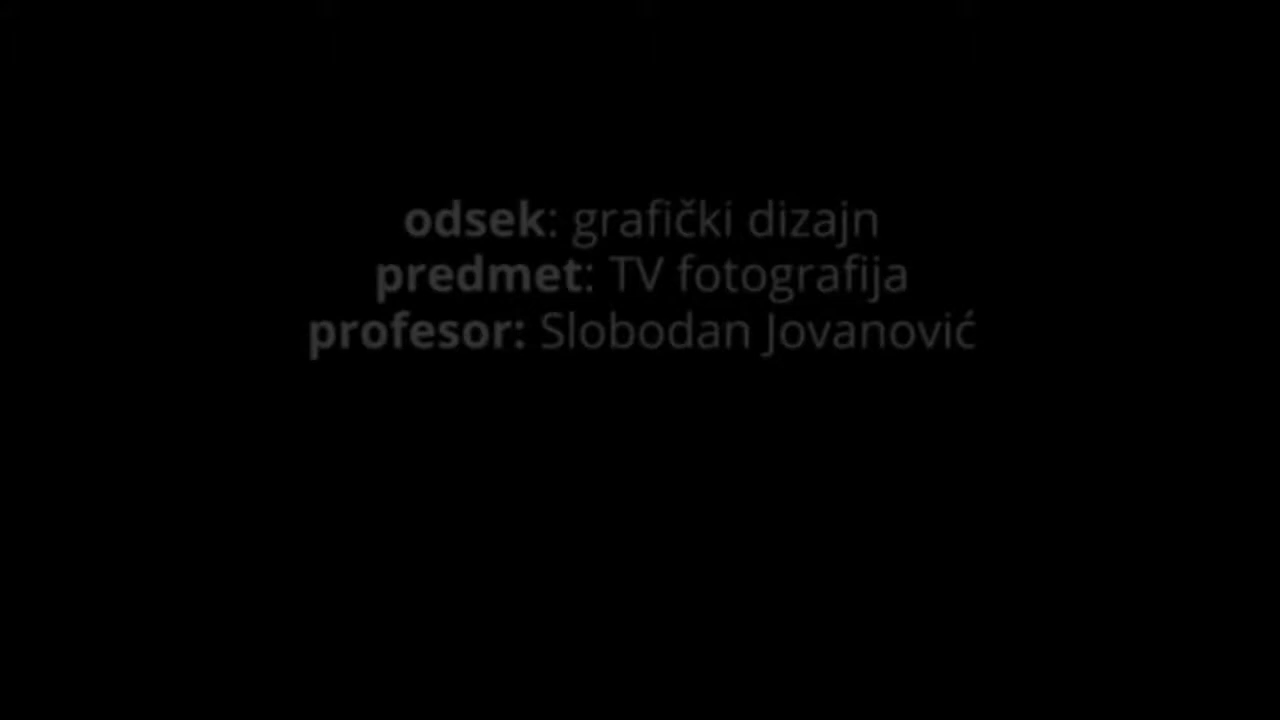 odsek: grafički dizajn
predmet: TV fotografija
profesor: Slobodan Jovanović